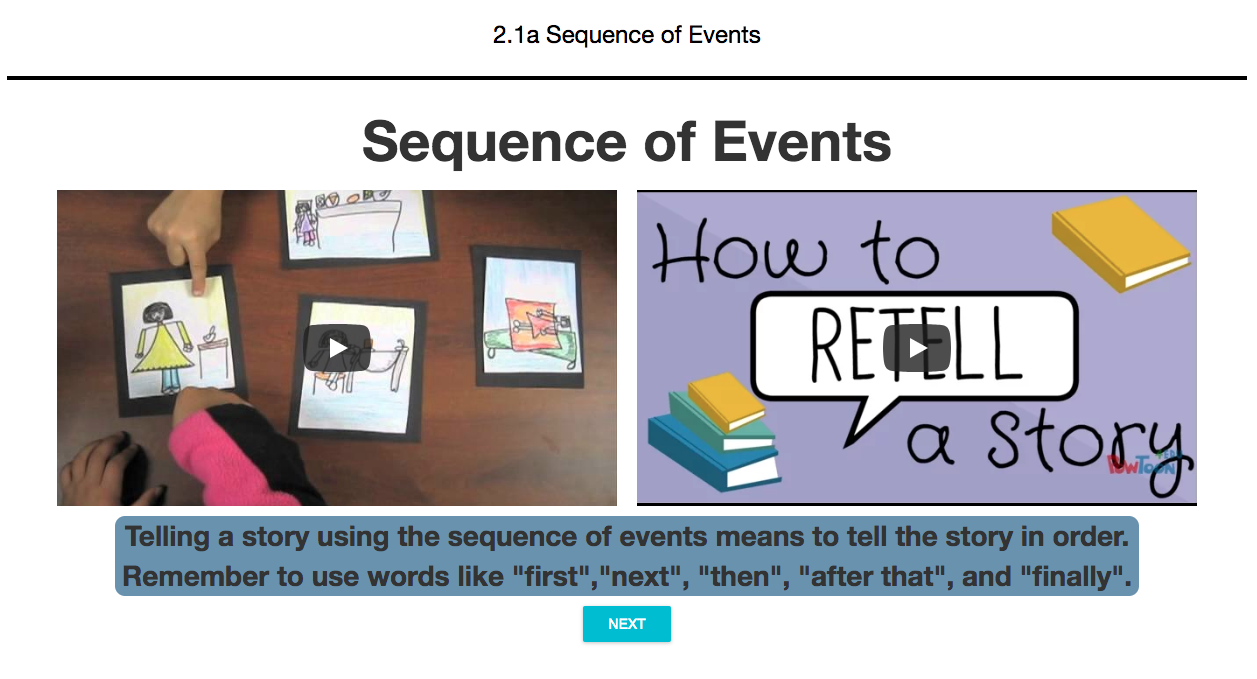 2.1a Sequence of Events
Sequence of Events
How to
RETELL
a Story
POWTOON
Telling a story using the sequence of events means to tell the story in order.
Remember to use words like "first","next", "then", "after that", and "finally".
NEXT